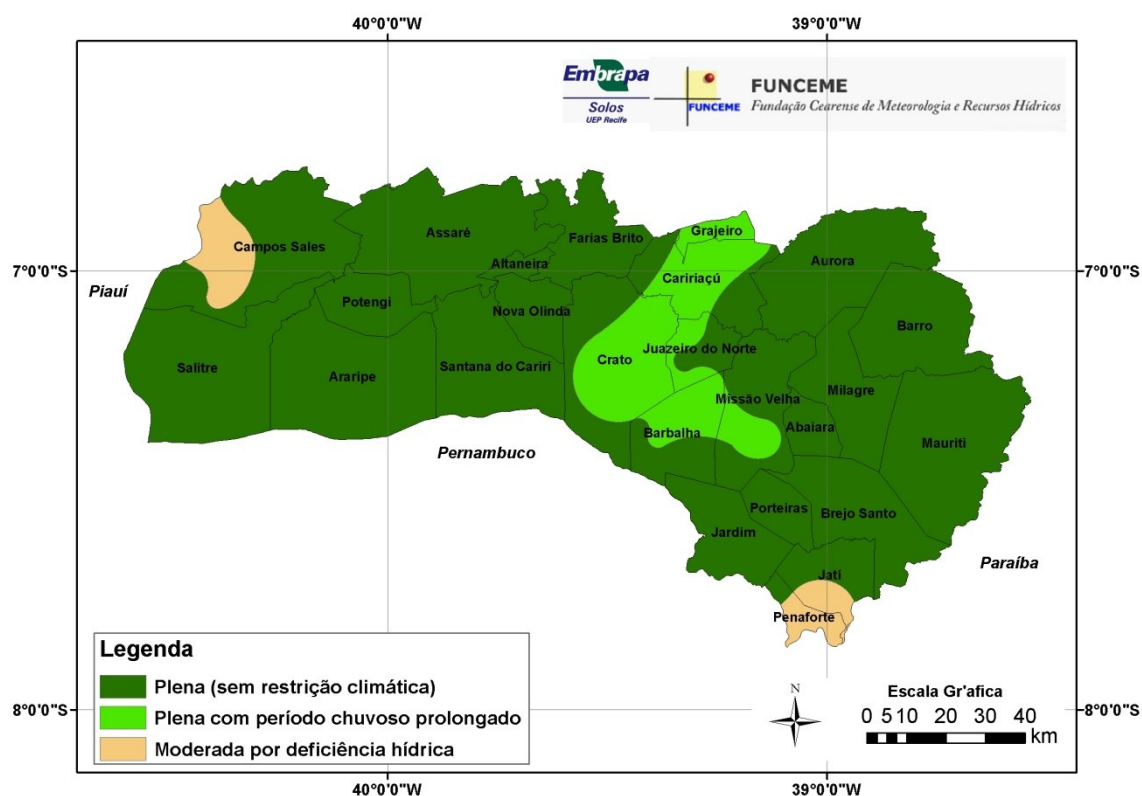 40°0'0"W
39°0'0"W
Embrapa
Solos
UEP Recife
FUNCEME
FUNCEME
Fundação Cearense de Meteorologia e Recursos Hídricos
Grajeiro
Assaré
Farias Brito
Campos Sales
Aurora
Altaneira
7°0'0"S
7°0'0"S
Caririaçú
Piauí
Potengi
Nova Olinda
Barro
Juazeiro do Norte
Crato
Salitre
Araripe
Santana do Cariri
Milagre
Missão Velha
Abaiara
Barbalha
Mauriti
Pernambuco
Porteiras
Brejo Santo
Jardim
Paraíba
Jati
Penaforte
Legenda
Plena (sem restrição climática)
Plena com período chuvoso prolongado
Moderada por deficiência hídrica
N
Escala Gr'afica
0 5 10 20 30 40
km
8°0'0"S
8°0'0"S
40°0'0"W
39°0'0"W